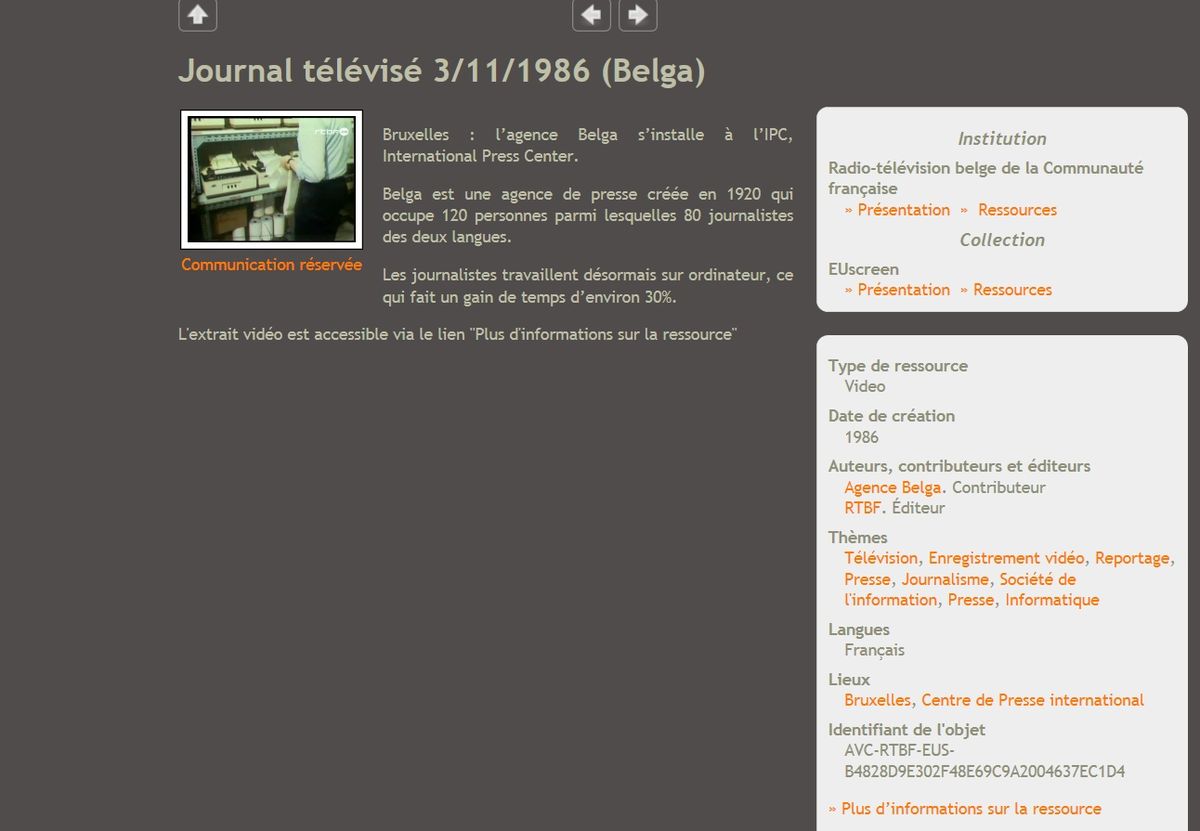 Journal télévisé 3/11/1986 (Belga)
rtbf
Communication réservée
Bruxelles : l’agence Belga s’installe à l’IPC,
International Press Center.
Belga est une agence de presse créée en 1920 qui
occupe 120 personnes parmi lesquelles 80 journalistes
des deux langues.
Les journalistes travaillent désormais sur ordinateur, ce
qui fait un gain de temps d’environ 30%.
L'extrait vidéo est accessible via le lien "Plus d'informations sur la ressource"
Institution
Radio-télévision belge de la Communauté
française
» Présentation » Ressources
Collection
EUscreen
» Présentation » Ressources
Type de ressource
Video
Date de création
1986
Auteurs, contributeurs et éditeurs
Agence Belga. Contributeur
RTBF. Éditeur
Thèmes
Télévision, Enregistrement vidéo, Reportage,
Presse, Journalisme, Société de
l'information, Presse, Informatique
Langues
Français
Lieux
Bruxelles, Centre de Presse international
Identifiant de l'objet
AVC-RTBF-EUS-
B4828D9E302F48E69C9A2004637EC1D4
» Plus d’informations sur la ressource